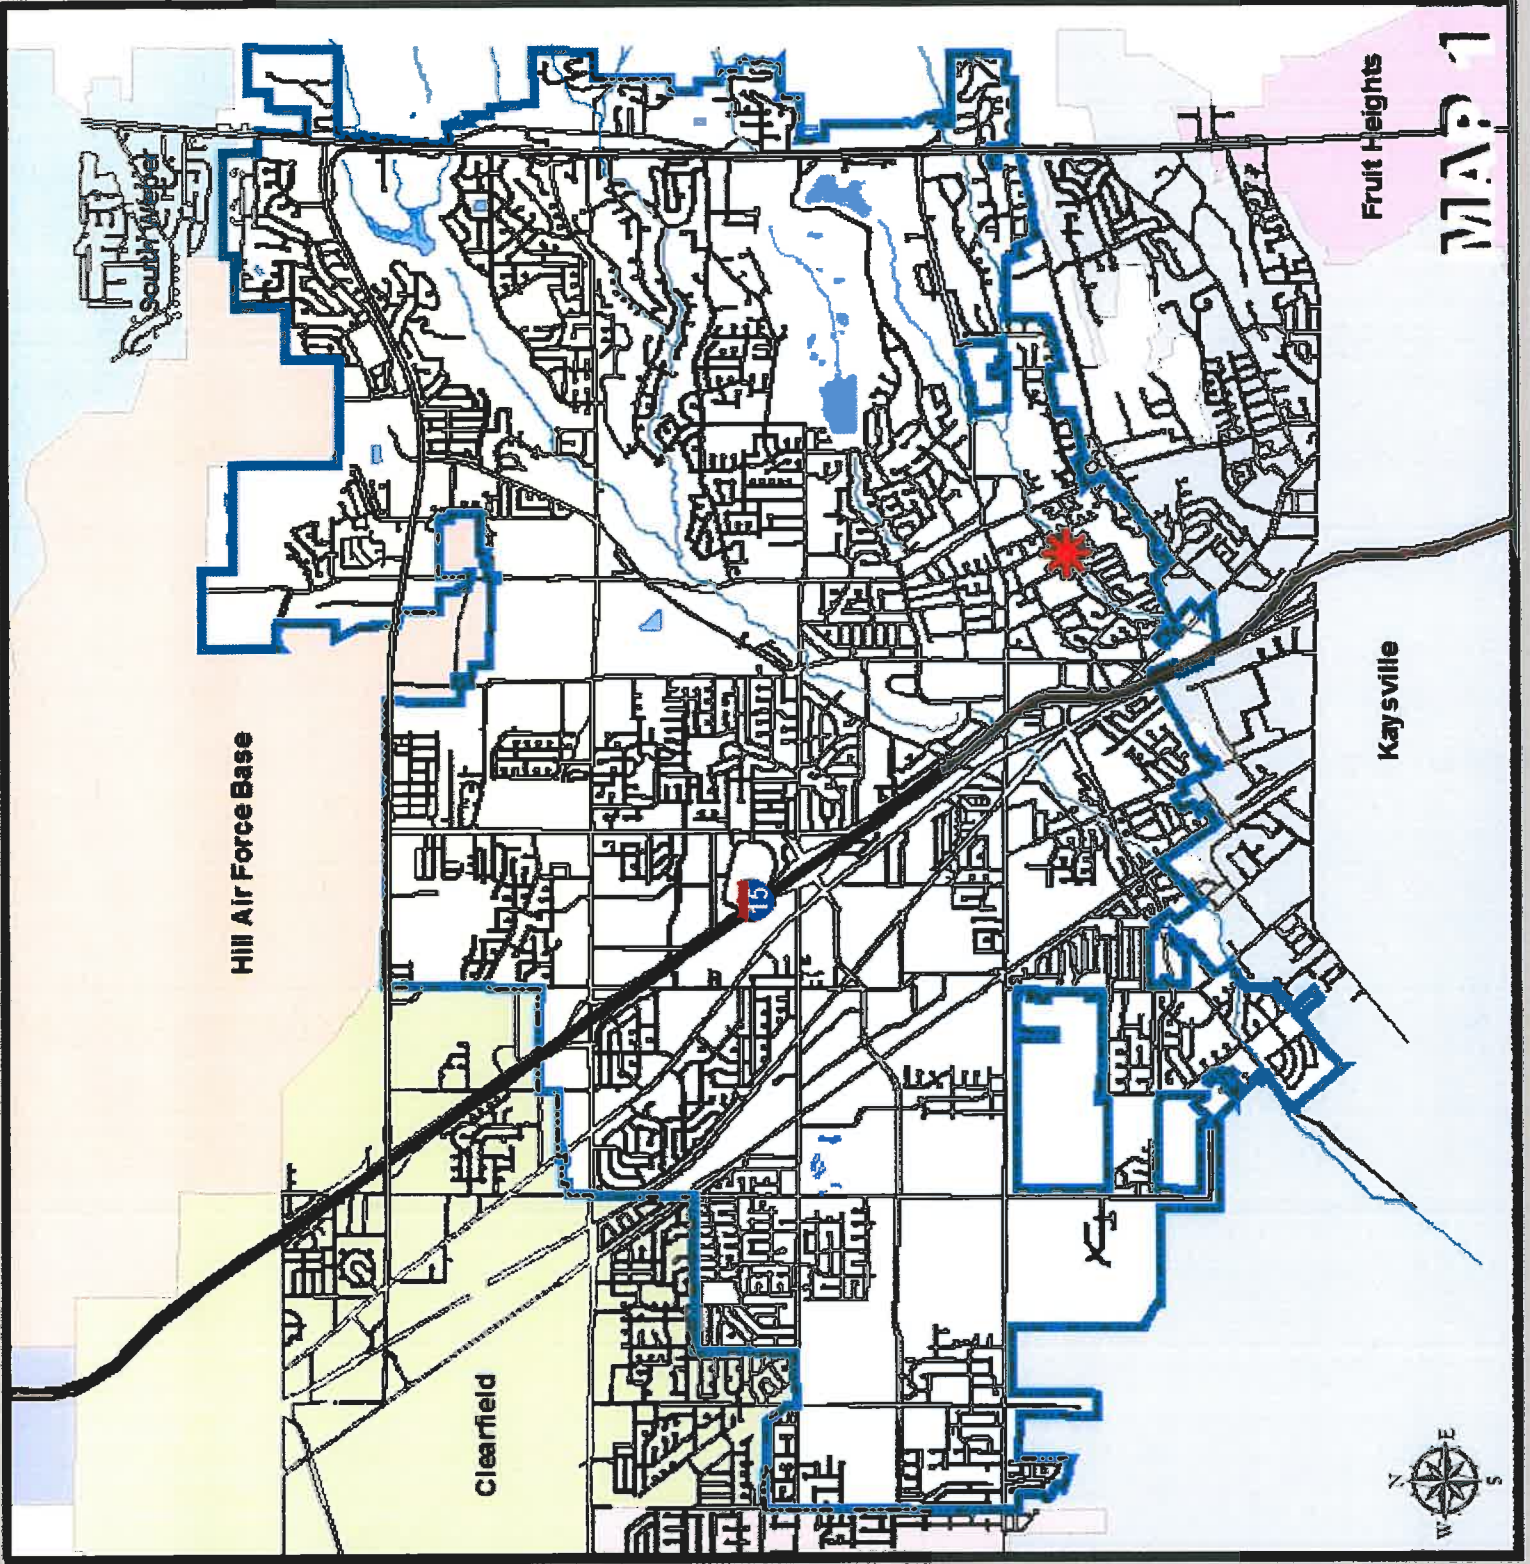 South Weber
Hill Air Force Base
15
Clearfield
Kaysville
Fruit Heights
MAP 1
N
W
E
S